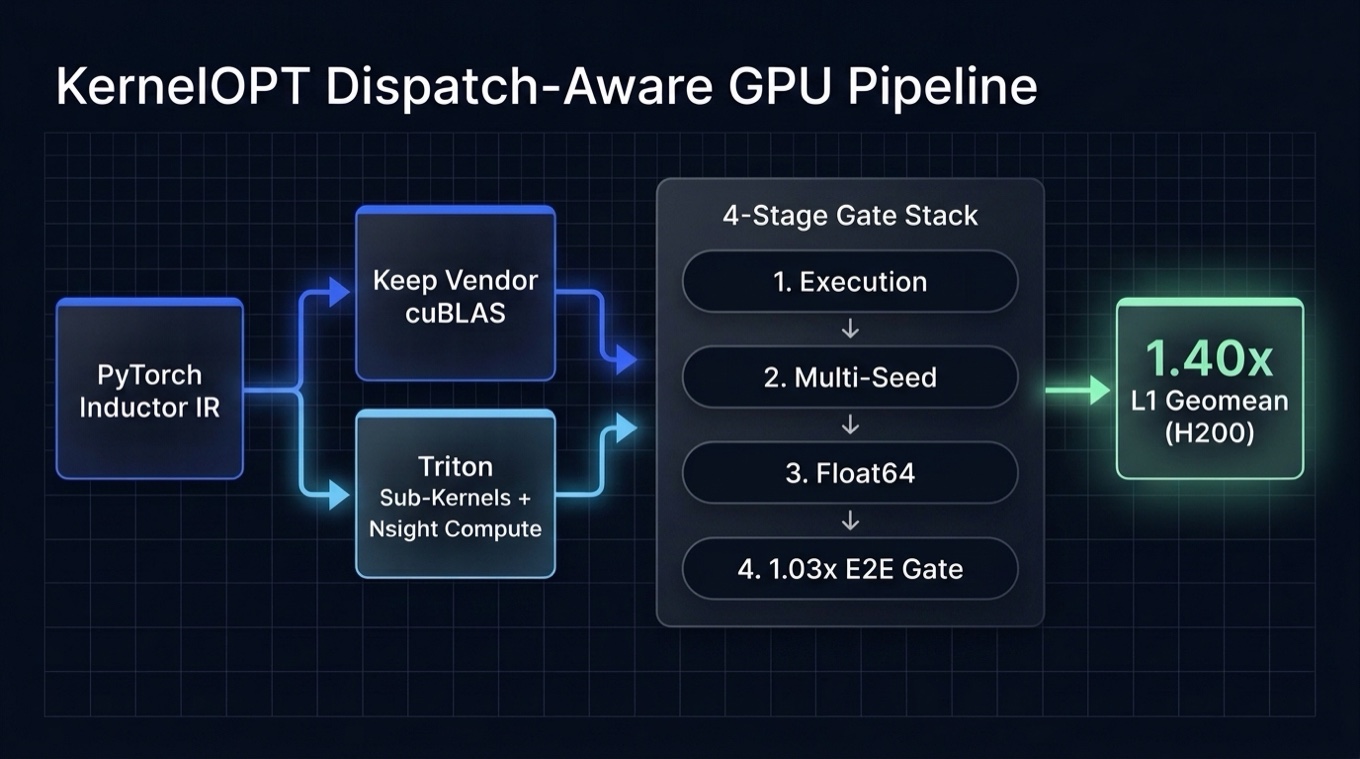 KernelOPT Dispatch-Aware GPU Pipeline
PyTorch
Inductor IR
Keep Vendor
cuBLAS
Triton
Sub-Kernels +
Nsight Compute
4-Stage Gate Stack
1. Execution
2. Multi-Seed
3. Float64
4. 1.03x E2E Gate
1.40x
L1 Geomean
(H200)